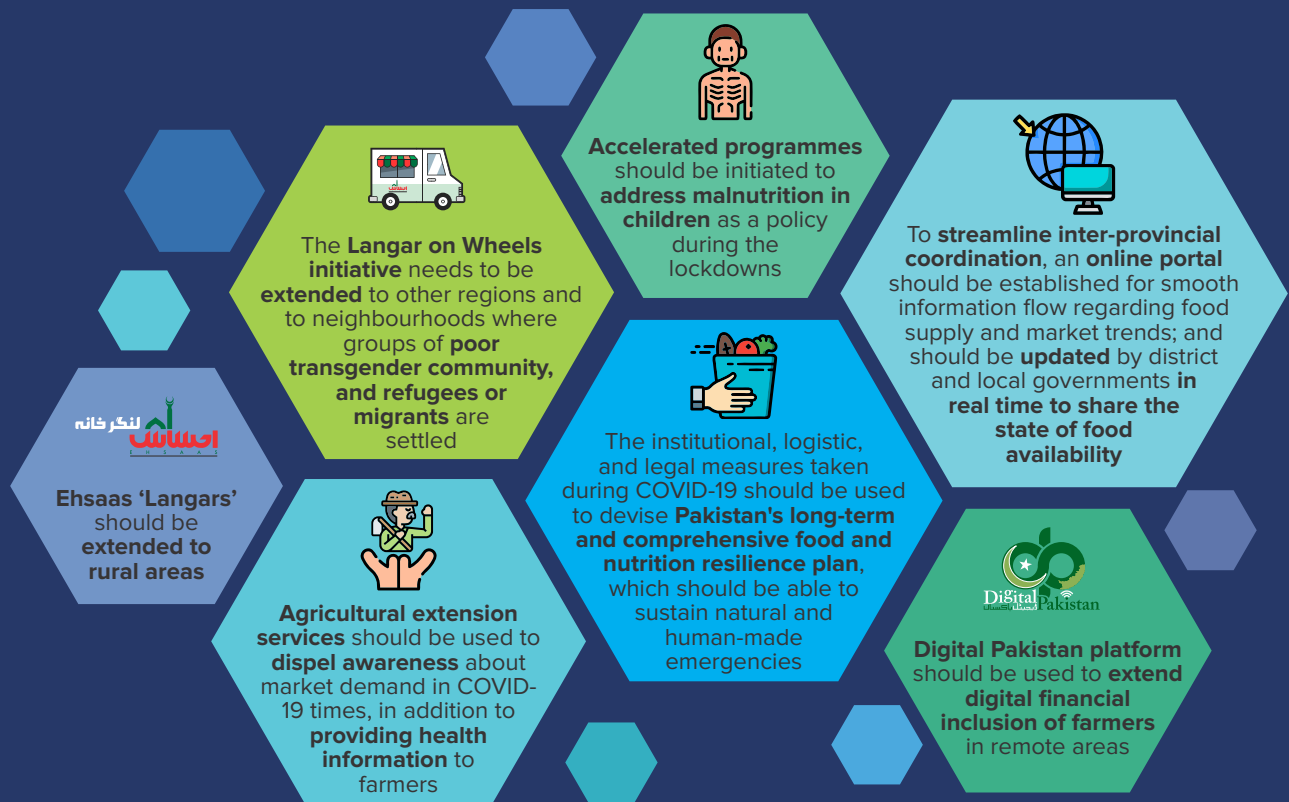 Accelerated programmes
should be initiated to
address malnutrition in
children as a policy
during the
lockdowns
The Langar on Wheels
initiative needs to be
extended to other regions and
to neighbourhoods where
groups of poor
transgender community,
and refugees or
migrants are
settled
To streamline inter-provincial
coordination, an online portal
should be established for smooth
information flow regarding food
supply and market trends; and
should be updated by district
and local governments in
real time to share the
state of food
availability
احساس لنگر خانہ
EHSAAS
Ehsaas ‘Langars’
should be
extended to
rural areas
The institutional, logistic,
and legal measures taken
during COVID-19 should be used
to devise Pakistan's long-term
and comprehensive food and
nutrition resilience plan,
which should be able to
sustain natural and
human-made
emergencies
Agricultural extension
services should be used to
dispel awareness about
market demand in COVID-
19 times, in addition to
providing health
information to
farmers
Digital Pakistan
Digital Pakistan platform
should be used to extend
digital financial
inclusion of farmers
in remote areas